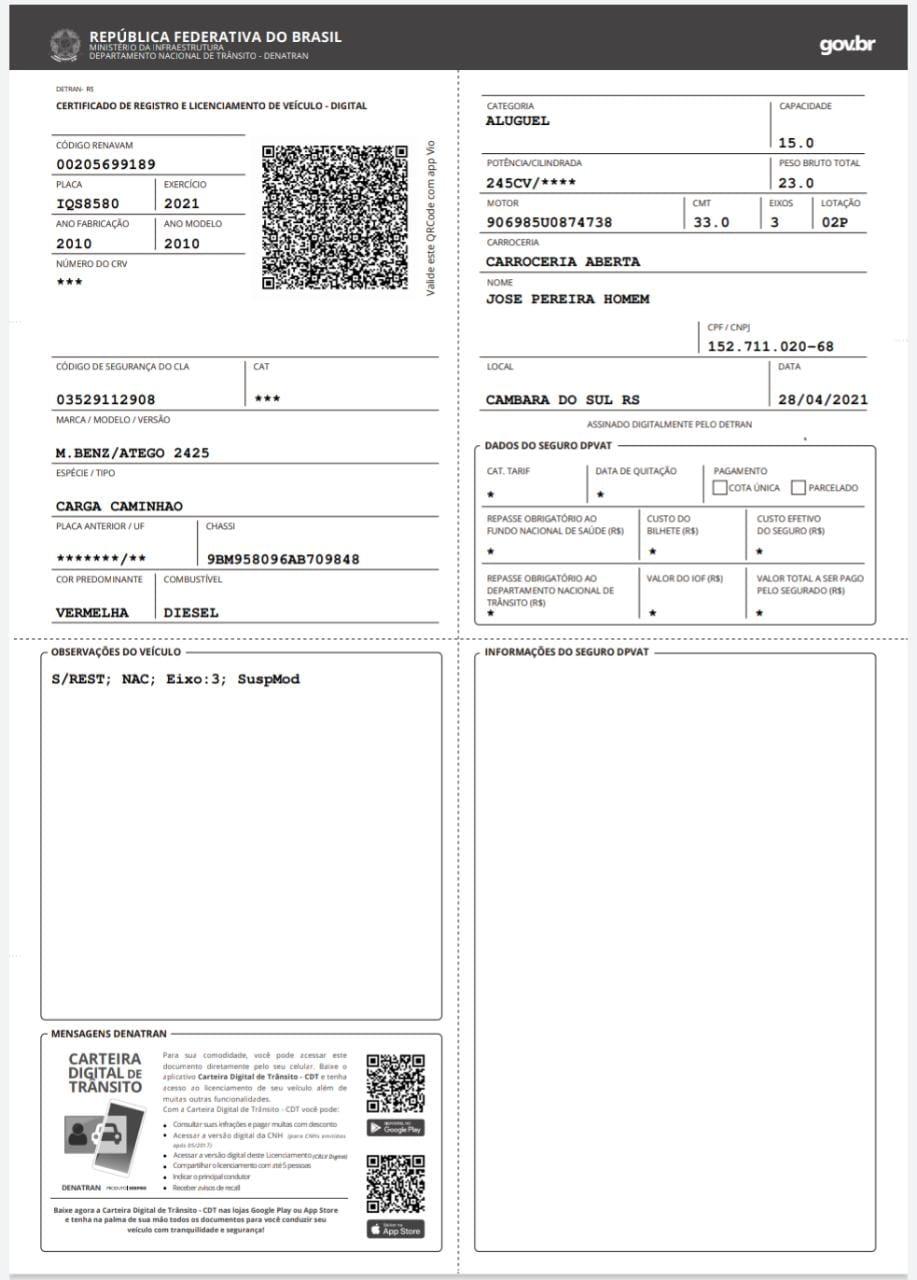 REPÚBLICA FEDERATIVA DO BRASIL
MINISTÉRIO DA INFRAESTRUTURA
DEPARTAMENTO NACIONAL DE TRÂNSITO - DENATRAN
gov.br
DETRAN- RS
CERTIFICADO DE REGISTRO E LICENCIAMENTO DE VEÍCULO - DIGITAL
CÓDIGO RENAVAM
00205699189
PLACA EXERCÍCIO
IQS8580 2021
ANO FABRICAÇÃO ANO MODELO
2010 2010
NÚMERO DO CRV
***
Valide este QRCode com app Vio
CÓDIGO DE SEGURANÇA DO CLA CAT
03529112908 ***
MARCA / MODELO / VERSÃO
M.BENZ/ATEGO 2425
ESPÉCIE / TIPO
CARGA CAMINHAO
PLACA ANTERIOR / UF CHASSI
*******/** 9BM958096AB709848
COR PREDOMINANTE COMBUSTÍVEL
VERMELHA DIESEL
CATEGORIA CAPACIDADE
ALUGUEL
15.0
POTÊNCIA/CILINDRADA PESO BRUTO TOTAL
245CV/**** 23.0
MOTOR CMT EIXOS LOTAÇÃO
906985U0874738 33.0 3 02P
CARROCERIA
CARROCERIA ABERTA
NOME
JOSE PEREIRA HOMEM
CPF / CNPJ
152.711.020-68
LOCAL DATA
CAMBARA DO SUL RS 28/04/2021
ASSINADO DIGITALMENTE PELO DETRAN
DADOS DO SEGURO DPVAT
CAT. TARIF DATA DE QUITAÇÃO PAGAMENTO
* * COTA ÚNICA PARCELADO
REPASSE OBRIGATÓRIO AO CUSTO DO CUSTO EFETIVO
FUNDO NACIONAL DE SAÚDE (R$) BILHETE (R$) DO SEGURO (R$)
* * *
REPASSE OBRIGATÓRIO AO VALOR DO IOF (R$) VALOR TOTAL A SER PAGO
DEPARTAMENTO NACIONAL DE PELO SEGURADO (R$)
TRÂNSITO (R$)
* * *
OBSERVAÇÕES DO VEÍCULO
S/REST; NAC; Eixo:3; SuspMod
INFORMAÇÕES DO SEGURO DPVAT
MENSAGENS DENATRAN
CARTEIRA
DIGITAL DE
TRÂNSITO
DENATRAN
Para sua comodidade, você pode acessar este
documento diretamente pelo seu celular. Baixe o
aplicativo Carteira Digital de Trânsito - CDT e tenha
acesso ao licenciamento de seu veículo além de
muitas outras funcionalidades.
Com a Carteira Digital de Trânsito - CDT você pode:
• Consultar suas infrações e pagar multas com desconto
• Acessar a versão digital da CNH (para CNHs emitidas
após 05/2017)
• Acessar a versão digital deste Licenciamento (CRLV Digital)
• Compartilhar o licenciamento com até 5 pessoas
• Indicar o principal condutor
• Receber avisos de recall
Google Play
App Store
Baixe agora a Carteira Digital de Trânsito - CDT nas lojas Google Play ou App Store
e tenha na palma de sua mão todos os documentos para você conduzir seu
veículo com tranquilidade e segurança!